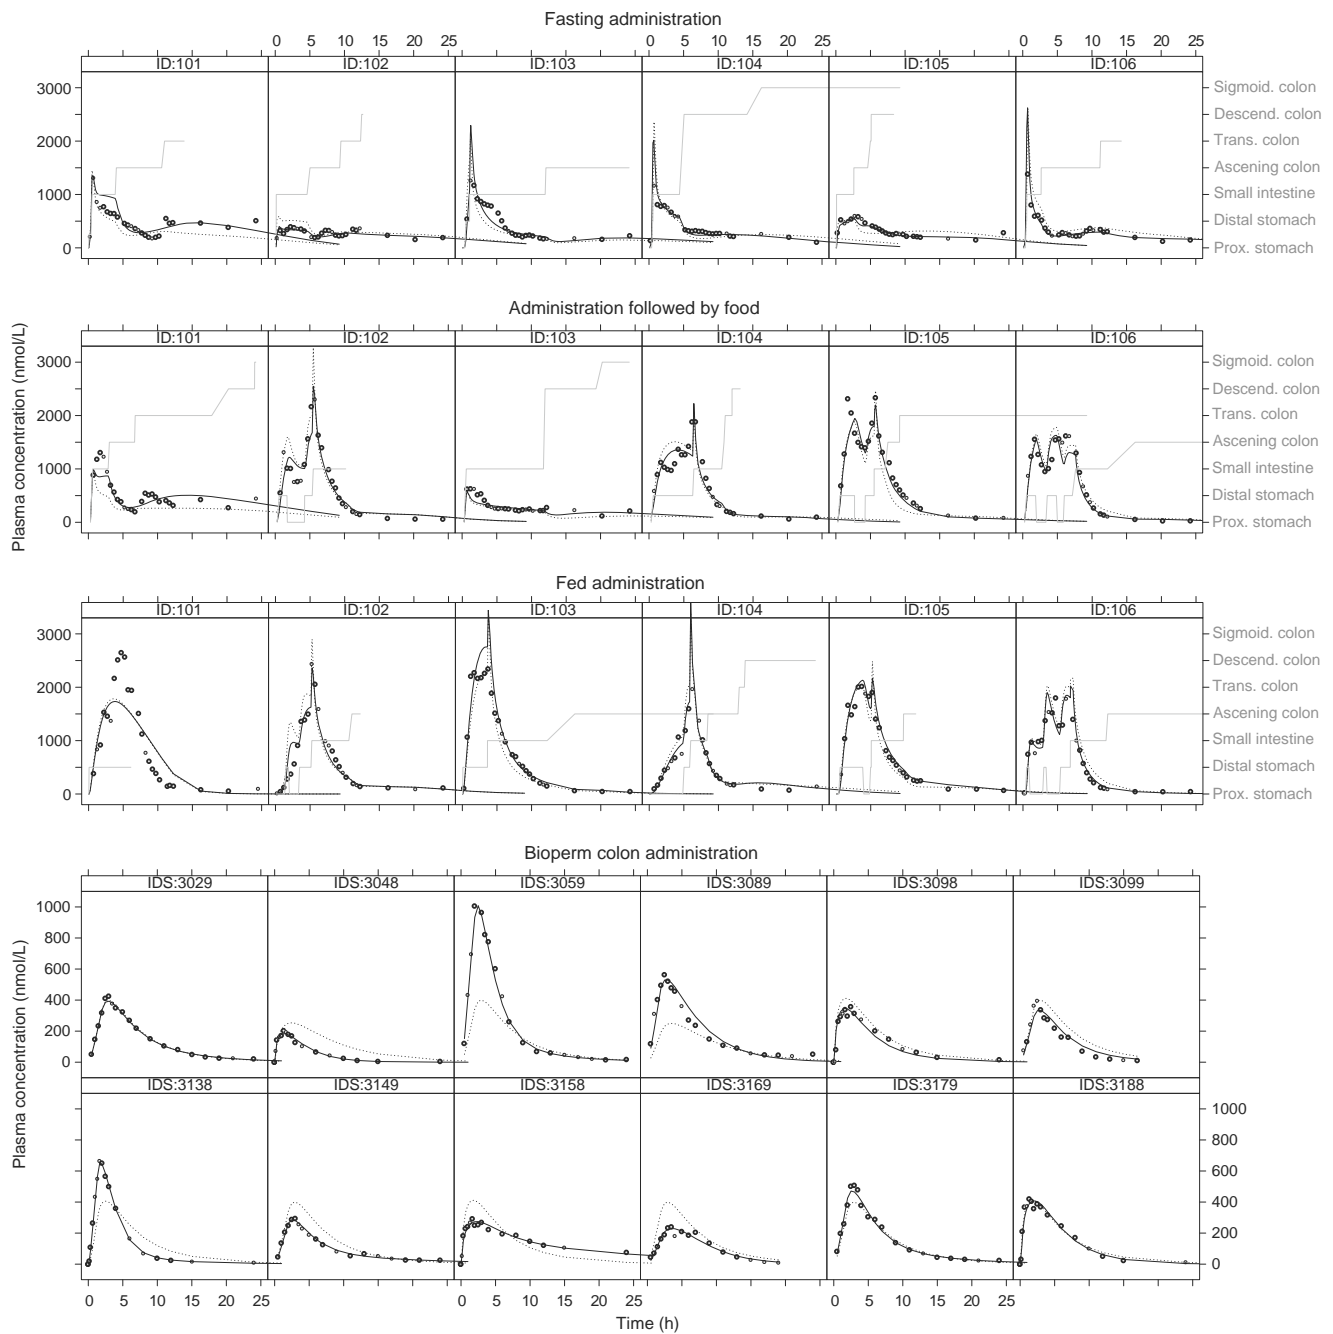 Fasting administration
0 5 10 15 20 25 0 5 10 15 20 25 0 5 10 15 20 25
ID:101 ID:102 ID:103 ID:104 ID:105 ID:106
3000 Sigmoid. colon
Descend. colon
2000 Trans. colon
Ascening colon
1000 Small intestine
Distal stomach
0 Prox. stomach
Administration followed by food
ID:101 ID:102 ID:103 ID:104 ID:105 ID:106
Plasma concentration (nmol/L)
3000 Sigmoid. colon
Descend. colon
2000 Trans. colon
Ascening colon
1000 Small intestine
Distal stomach
0 Prox. stomach
Fed administration
ID:101 ID:102 ID:103 ID:104 ID:105 ID:106
3000 Sigmoid. colon
Descend. colon
2000 Trans. colon
Ascening colon
1000 Small intestine
Distal stomach
0 Prox. stomach
Bioperm colon administration
IDS:3029 IDS:3048 IDS:3059 IDS:3089 IDS:3098 IDS:3099
Plasma concentration (nmol/L)
1000
800
600
400
200
0
IDS:3138 IDS:3149 IDS:3158 IDS:3169 IDS:3179 IDS:3188
1000
800
600
400
200
0
0 5 10 15 20 25 0 5 10 15 20 25 0 5 10 15 20 25
Time (h)